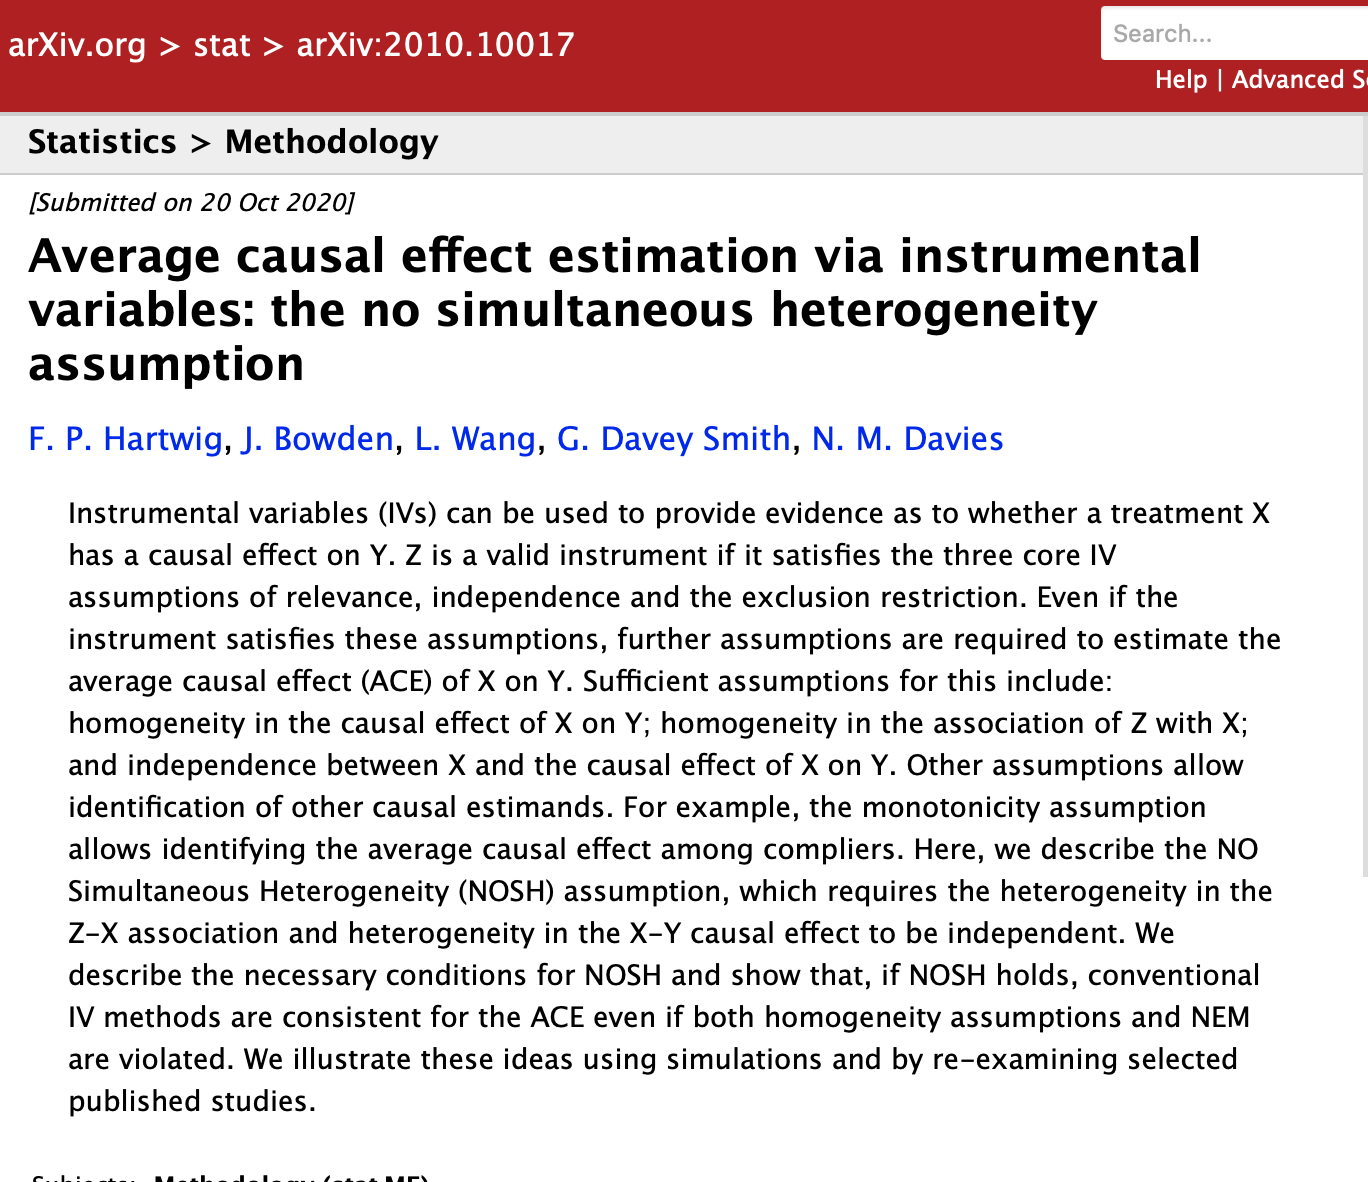 arXiv.org > stat > arXiv:2010.10017
Search...
Help | Advanced
Statistics > Methodology
[Submitted on 20 Oct 2020]
Average causal effect estimation via instrumental
variables: the no simultaneous heterogeneity
assumption
F. P. Hartwig, J. Bowden, L. Wang, G. Davey Smith, N. M. Davies
Instrumental variables (IVs) can be used to provide evidence as to whether a treatment X
has a causal effect on Y. Z is a valid instrument if it satisfies the three core IV
assumptions of relevance, independence and the exclusion restriction. Even if the
instrument satisfies these assumptions, further assumptions are required to estimate the
average causal effect (ACE) of X on Y. Sufficient assumptions for this include:
homogeneity in the causal effect of X on Y; homogeneity in the association of Z with X;
and independence between X and the causal effect of X on Y. Other assumptions allow
identification of other causal estimands. For example, the monotonicity assumption
allows identifying the average causal effect among compliers. Here, we describe the NO
Simultaneous Heterogeneity (NOSH) assumption, which requires the heterogeneity in the
Z-X association and heterogeneity in the X-Y causal effect to be independent. We
describe the necessary conditions for NOSH and show that, if NOSH holds, conventional
IV methods are consistent for the ACE even if both homogeneity assumptions and NEM
are violated. We illustrate these ideas using simulations and by re-examining selected
published studies.
Subjects: Methodology (stat.ME)